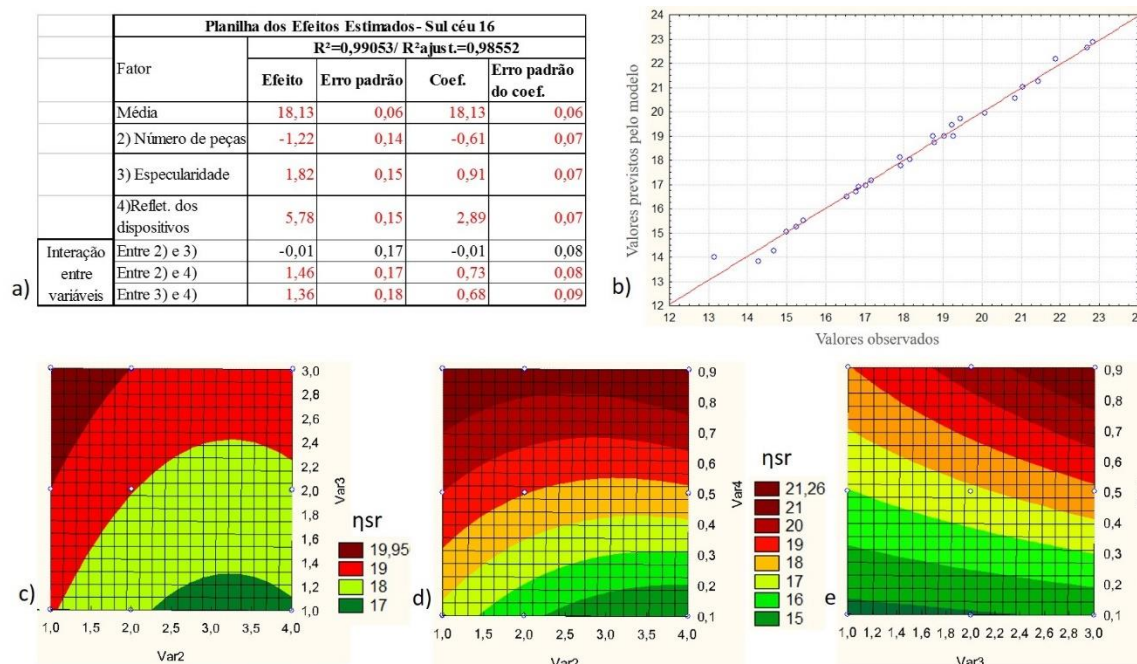 Planilha dos Efeitos Estimados- Sul céu 16
R²=0,99053/ R²ajust.=0,98552
Fator Efeito Erro padrão Coef. Erro padrão do coef.
Média 18,13 0,06 18,13 0,06
2) Número de peças -1,22 0,14 -0,61 0,07
3) Especularidade 1,82 0,15 0,91 0,07
4)Reflet. dos dispositivos 5,78 0,15 2,89 0,07
Interação entre variáveis
Entre 2) e 3) -0,01 0,17 -0,01 0,08
Entre 2) e 4) 1,46 0,17 0,73 0,08
Entre 3) e 4) 1,36 0,18 0,68 0,09
a)
b)
Valores previstos pelo modelo
24
23
22
21
20
19
18
17
16
15
14
13
12
12 13 14 15 16 17 18 19 20 21 22 23 24
Valores observados
c)
3,0
2,8
2,6
2,4
2,2
2,0
1,8
1,6
1,4
1,2
1,0
Var3
1,0 1,5 2,0 2,5 3,0 3,5 4,0
Var2
ηsr
19,95
19
18
17
d)
0,9
0,8
0,7
0,6
0,5
0,4
0,3
0,2
0,1
Var4
1,0 1,5 2,0 2,5 3,0 3,5 4,0
Var2
ηsr
21,26
21
20
19
18
17
16
15
e
0,9
0,8
0,7
0,6
0,5
0,4
0,3
0,2
0,1
1,0 1,2 1,4 1,6 1,8 2,0 2,2 2,4 2,6 2,8 3,0
Var3